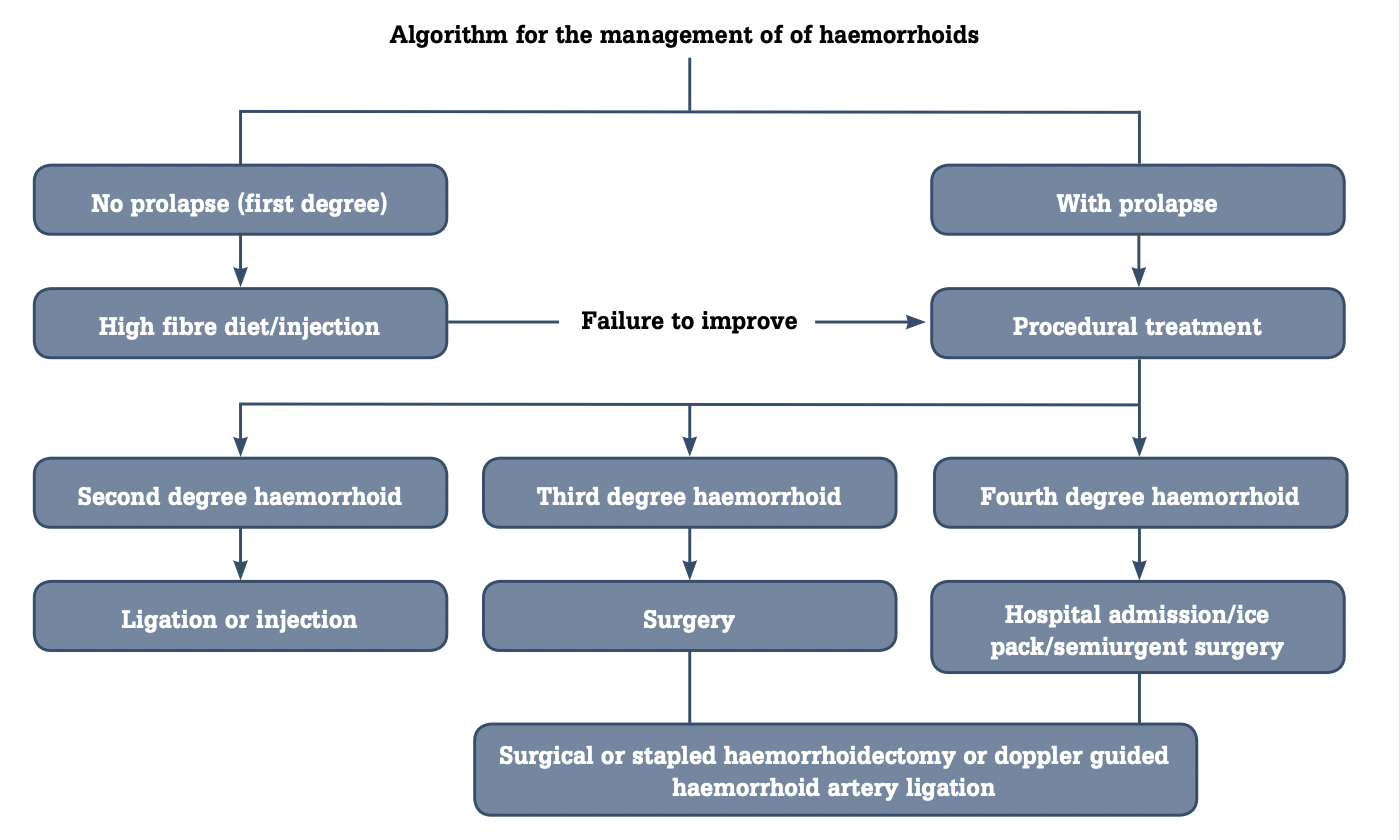 Algorithm for the management of of haemorrhoids
No prolapse (first degree)
With prolapse
High fibre diet/injection
Failure to improve
Procedural treatment
Second degree haemorrhoid
Third degree haemorrhoid
Fourth degree haemorrhoid
Ligation or injection
Surgery
Hospital admission/ice
pack/semiurgent surgery
Surgical or stapled haemorrhoidectomy or doppler guided
haemorrhoid artery ligation